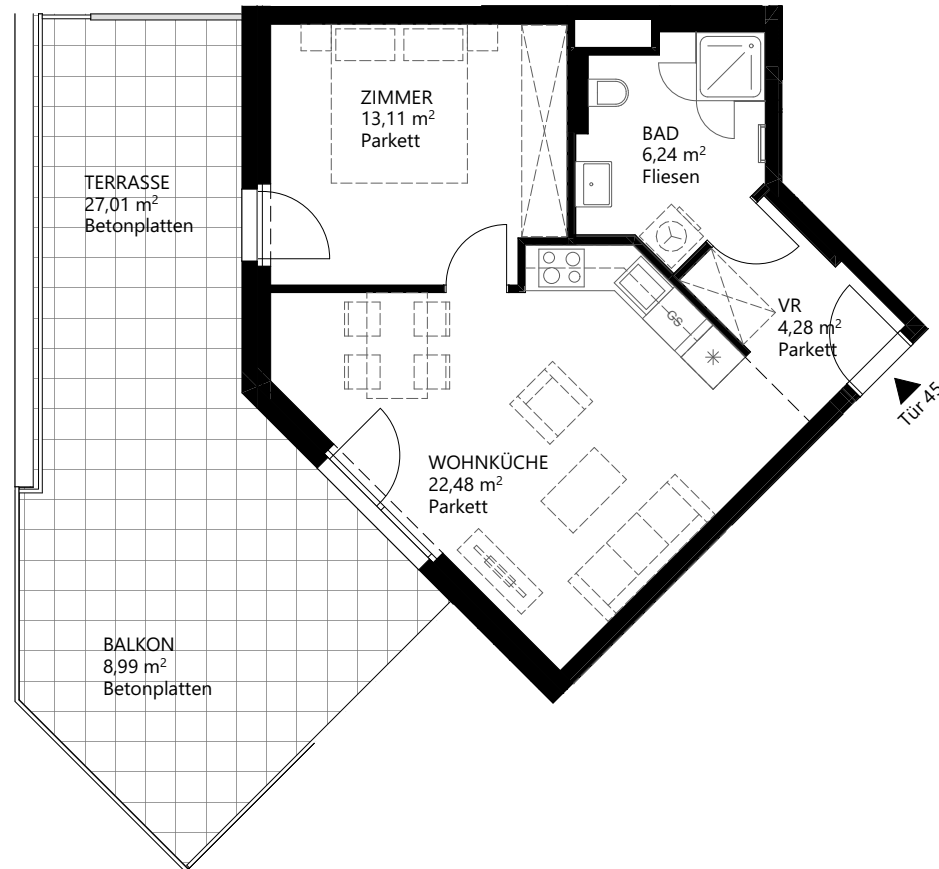 ZIMMER
13,11 m²
Parkett
BAD
6,24 m²
Fliesen
TERRASSE
27,01 m²
Betonplatten
VR
4,28 m²
Parkett
GS
Tür 45
WOHNKÜCHE
22,48 m²
Parkett
BALKON
8,99 m²
Betonplatten